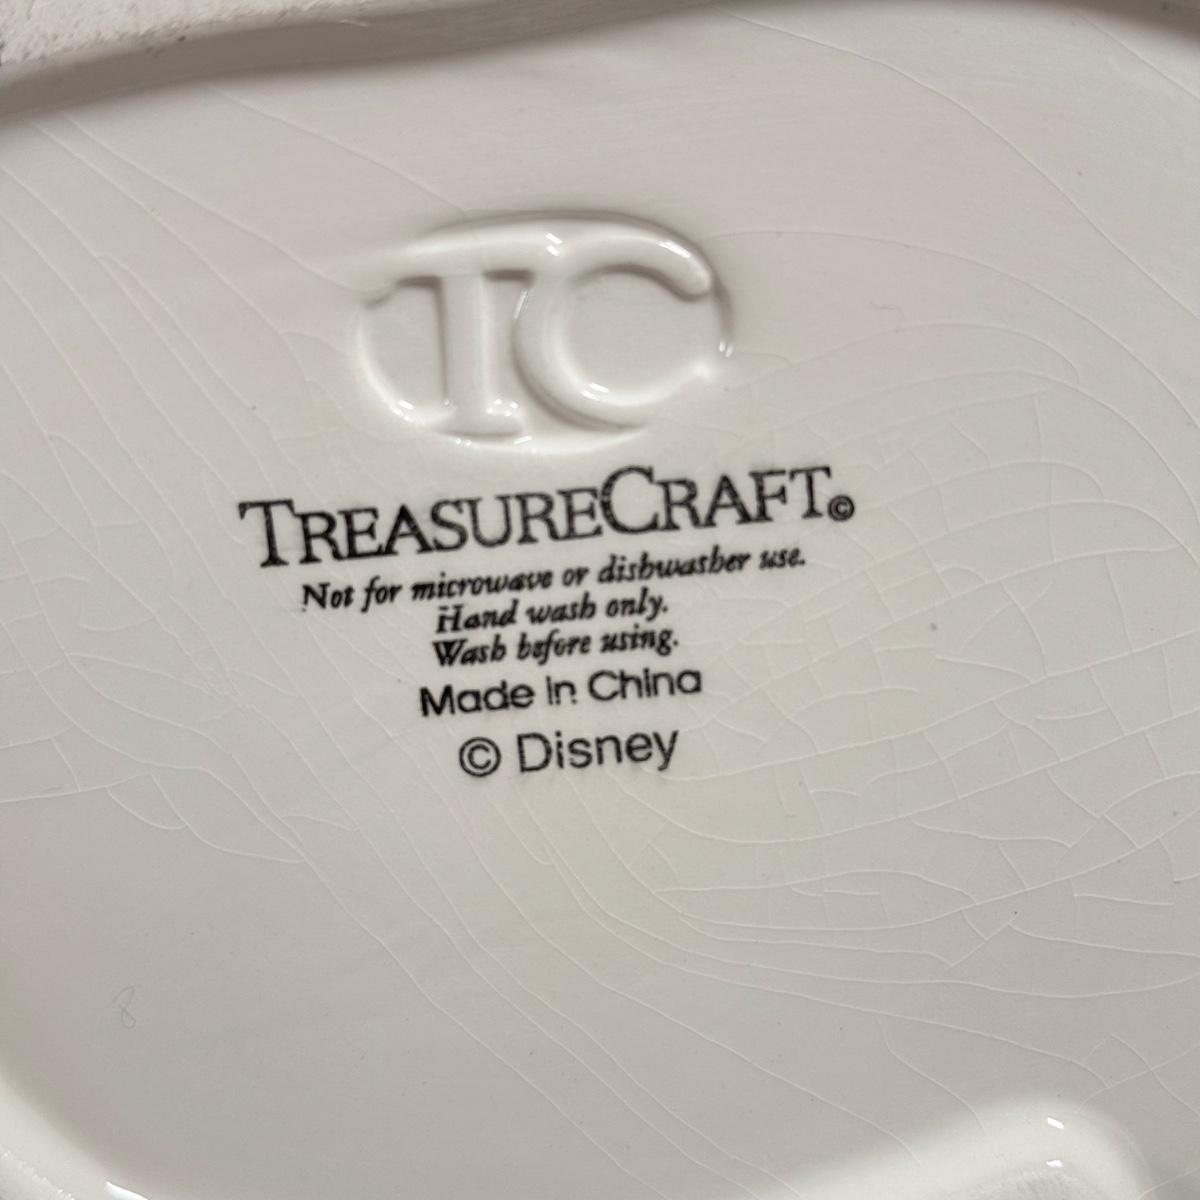 TC
TREASURECRAFT©
Not for microwave or dishwasher use.
Hand wash only.
Wash before using.
Made in China
© Disney